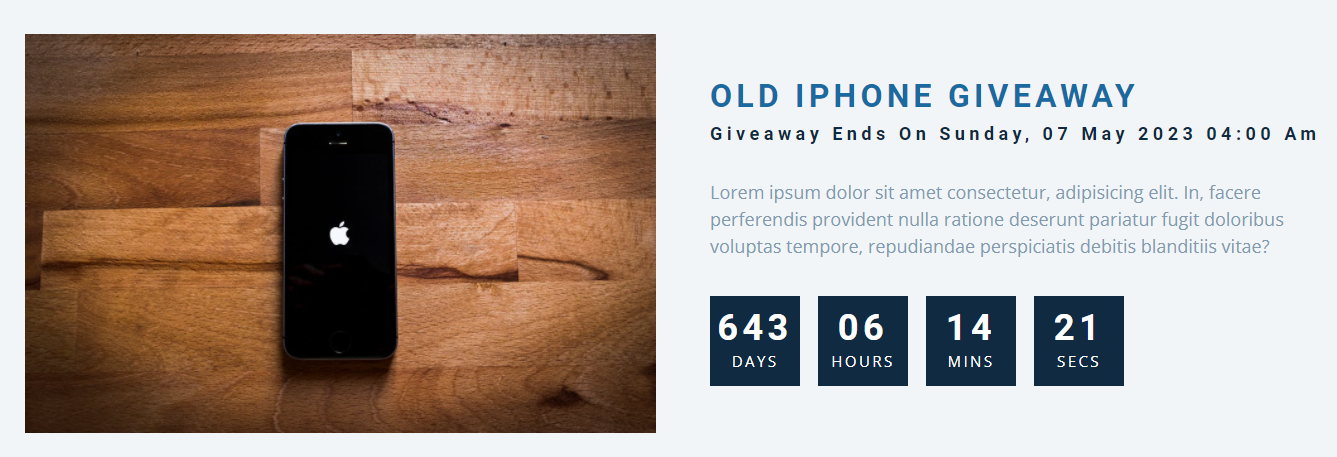 OLD IPHONE GIVEAWAY
Giveaway Ends On Sunday, 07 May 2023 04:00 Am
Lorem ipsum dolor sit amet consectetur, adipisicing elit. In, facere
perferendis provident nulla ratione deserunt pariatur fugit doloribus
voluptas tempore, repudiandae perspiciatis debitis blanditiis vitae?
643 06 14 21
DAYS HOURS MINS SECS